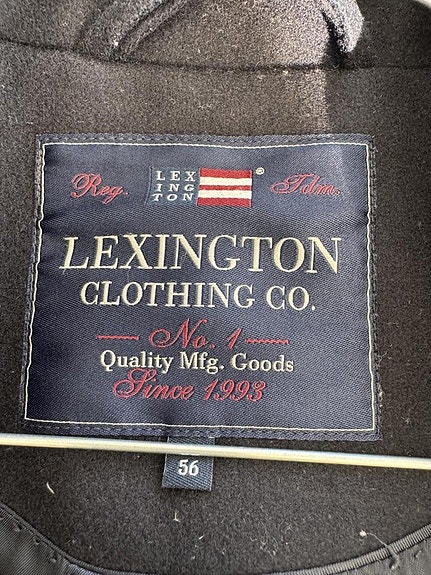 Reg.
LEX
ING
TON
®
Tdm.
LEXINGTON
CLOTHING CO.
No. 1
Quality Mfg. Goods
Since 1993
56